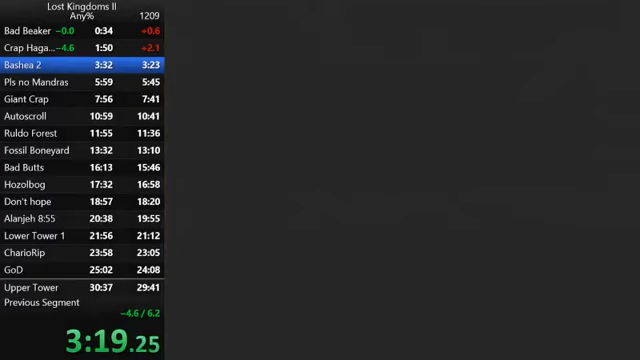 Lost Kingdoms II
Any% 1209
Bad Beaker −0.0 0:34 +0.6
Crap Haga... −4.6 1:50 +2.1
Bashea 2 3:32 3:23
Pls no Mandras 5:59 5:45
Giant Crap 7:56 7:41
Autoscroll 10:59 10:41
Ruldo Forest 11:55 11:36
Fossil Boneyard 13:32 13:10
Bad Butts 16:13 15:46
Hozolbog 17:32 16:58
Don't hope 18:57 18:20
Alanjeh 8:55 20:38 19:55
Lower Tower 1 21:56 21:12
CharioRip 23:58 23:05
GoD 25:02 24:08
Upper Tower 30:37 29:41
Previous Segment
−4.6 / 6.2
3:19.25